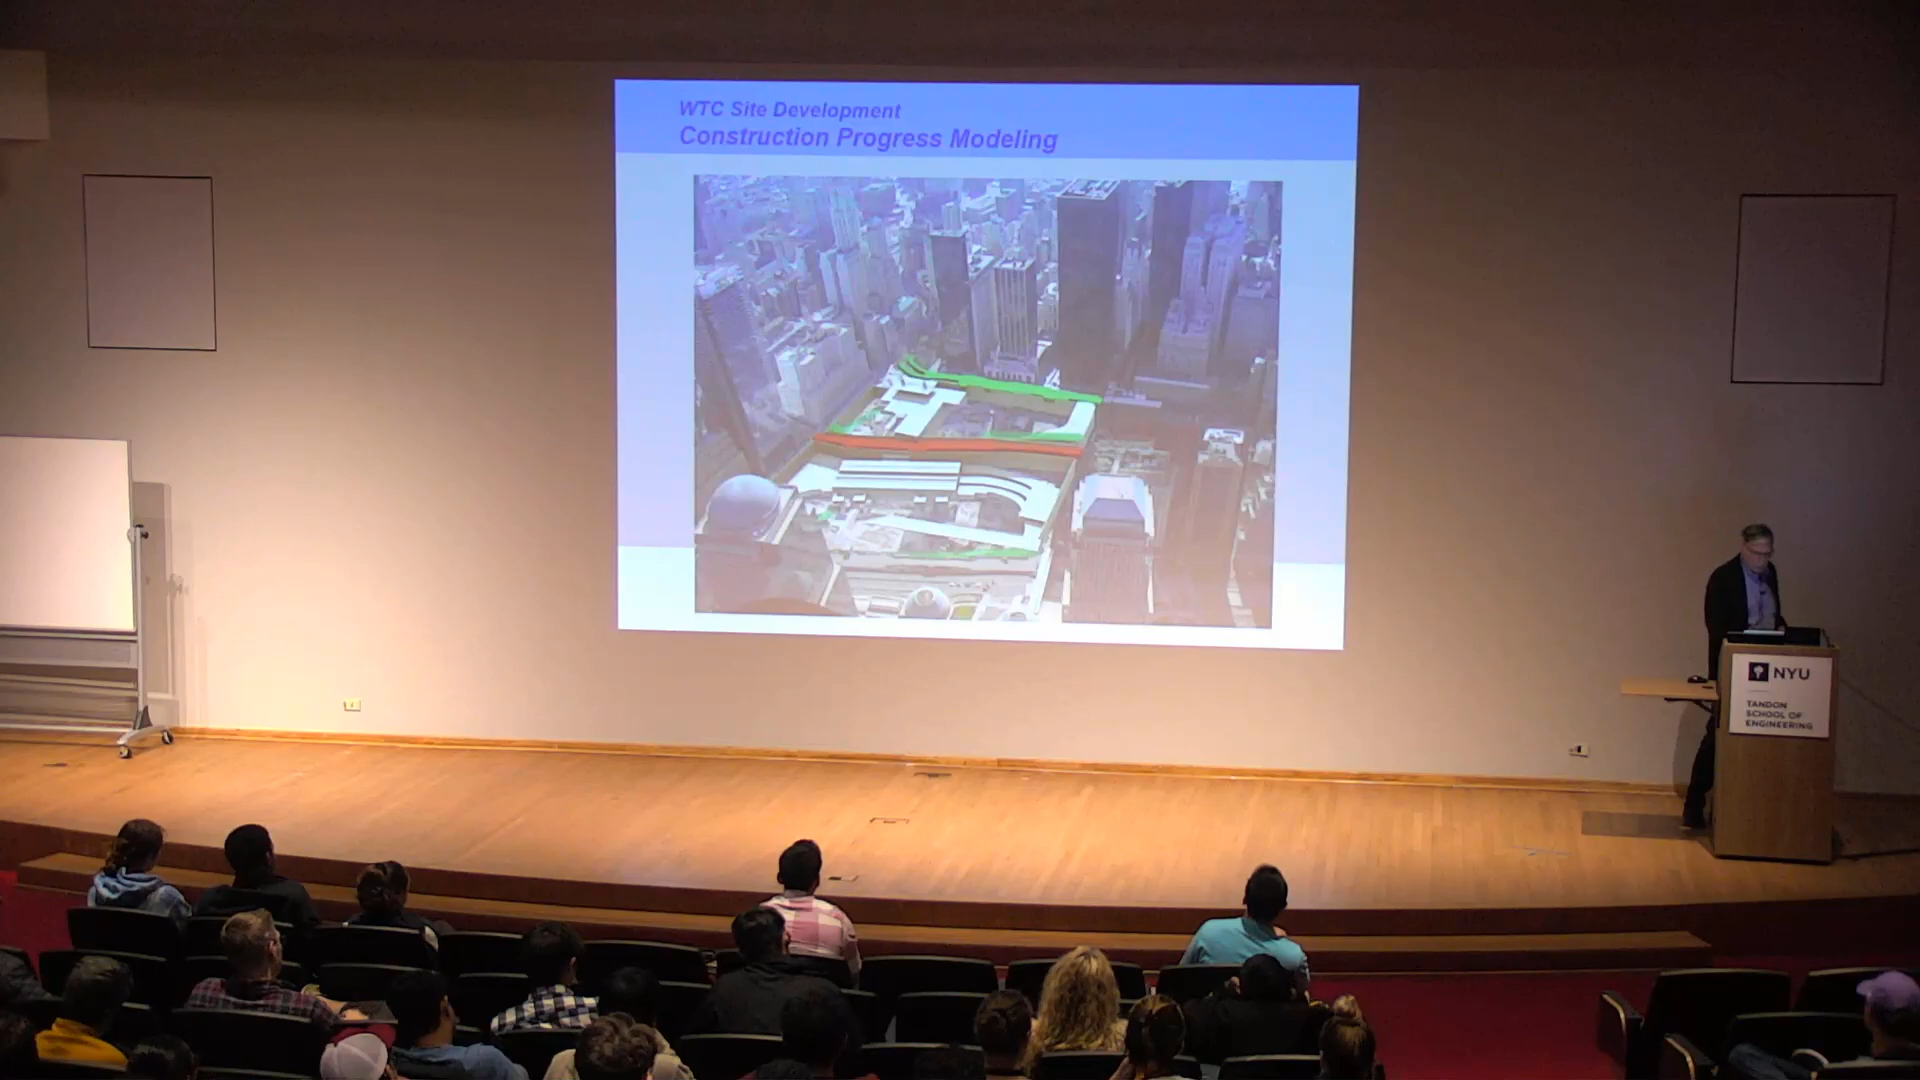 WTC Site Development
Construction Progress Modeling
NYU
TANDON
SCHOOL OF
ENGINEERING